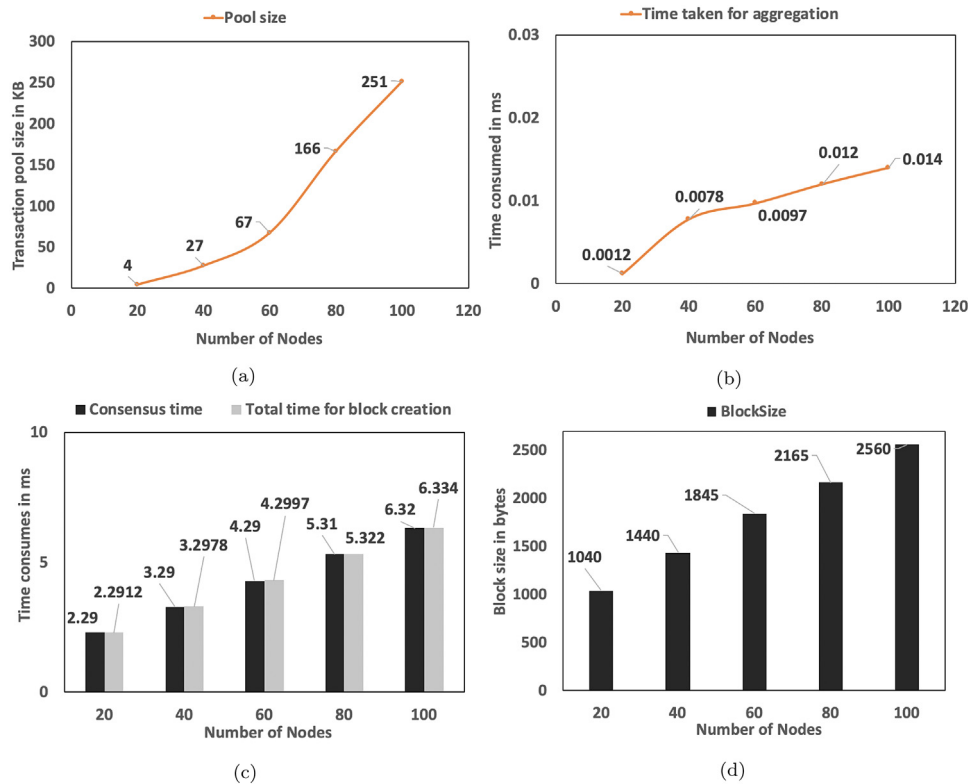 Pool size
Transaction pool size in KB
300
250
200
150
100
50
0
4
27
67
166
251
0 20 40 60 80 100 120
Number of Nodes
(a)
Time taken for aggregation
Time consumed in ms
0.03
0.02
0.01
0
0.0012
0.0078
0.0097
0.012
0.014
0 20 40 60 80 100 120
Number of Nodes
(b)
Consensus time Total time for block creation
Time consumes in ms
10
5
0
2.29
2.2912
3.29
3.2978
4.29
4.2997
5.31
5.322
6.32
6.334
20 40 60 80 100
Number of Nodes
(c)
BlockSize
Block size in bytes
2500
2000
1500
1000
500
0
1040
1440
1845
2165
2560
20 40 60 80 100
Number of Nodes
(d)